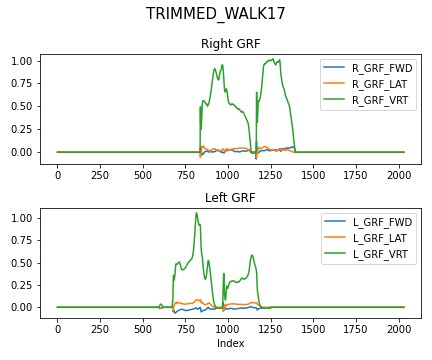 TRIMMED_WALK17
Right GRF
1.00
0.75
0.50
0.25
0.00
R_GRF_FWD
R_GRF_LAT
R_GRF_VRT
0 250 500 750 1000 1250 1500 1750 2000
Left GRF
1.00
0.75
0.50
0.25
0.00
L_GRF_FWD
L_GRF_LAT
L_GRF_VRT
0 250 500 750 1000 1250 1500 1750 2000
Index